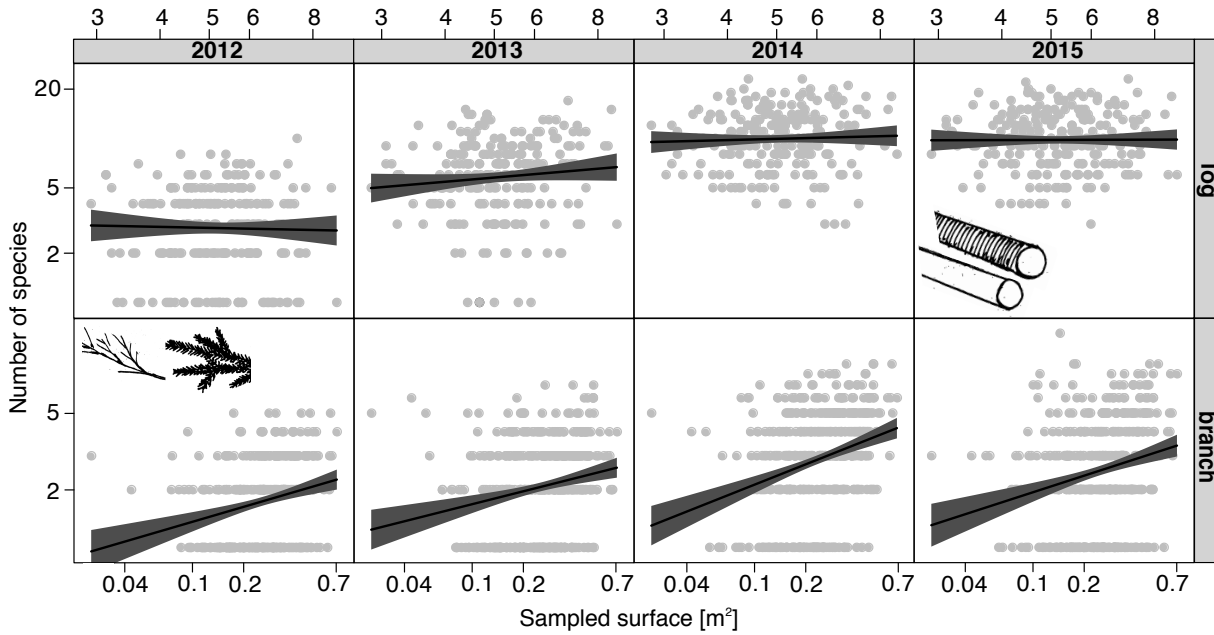 3 4 5 6 8 3 4 5 6 8 3 4 5 6 8 3 4 5 6 8
2012 2013 2014 2015
20
5
2
log
Number of species
5
2
branch
0.04 0.1 0.2 0.7 0.04 0.1 0.2 0.7 0.04 0.1 0.2 0.7 0.04 0.1 0.2 0.7
Sampled surface [m²]